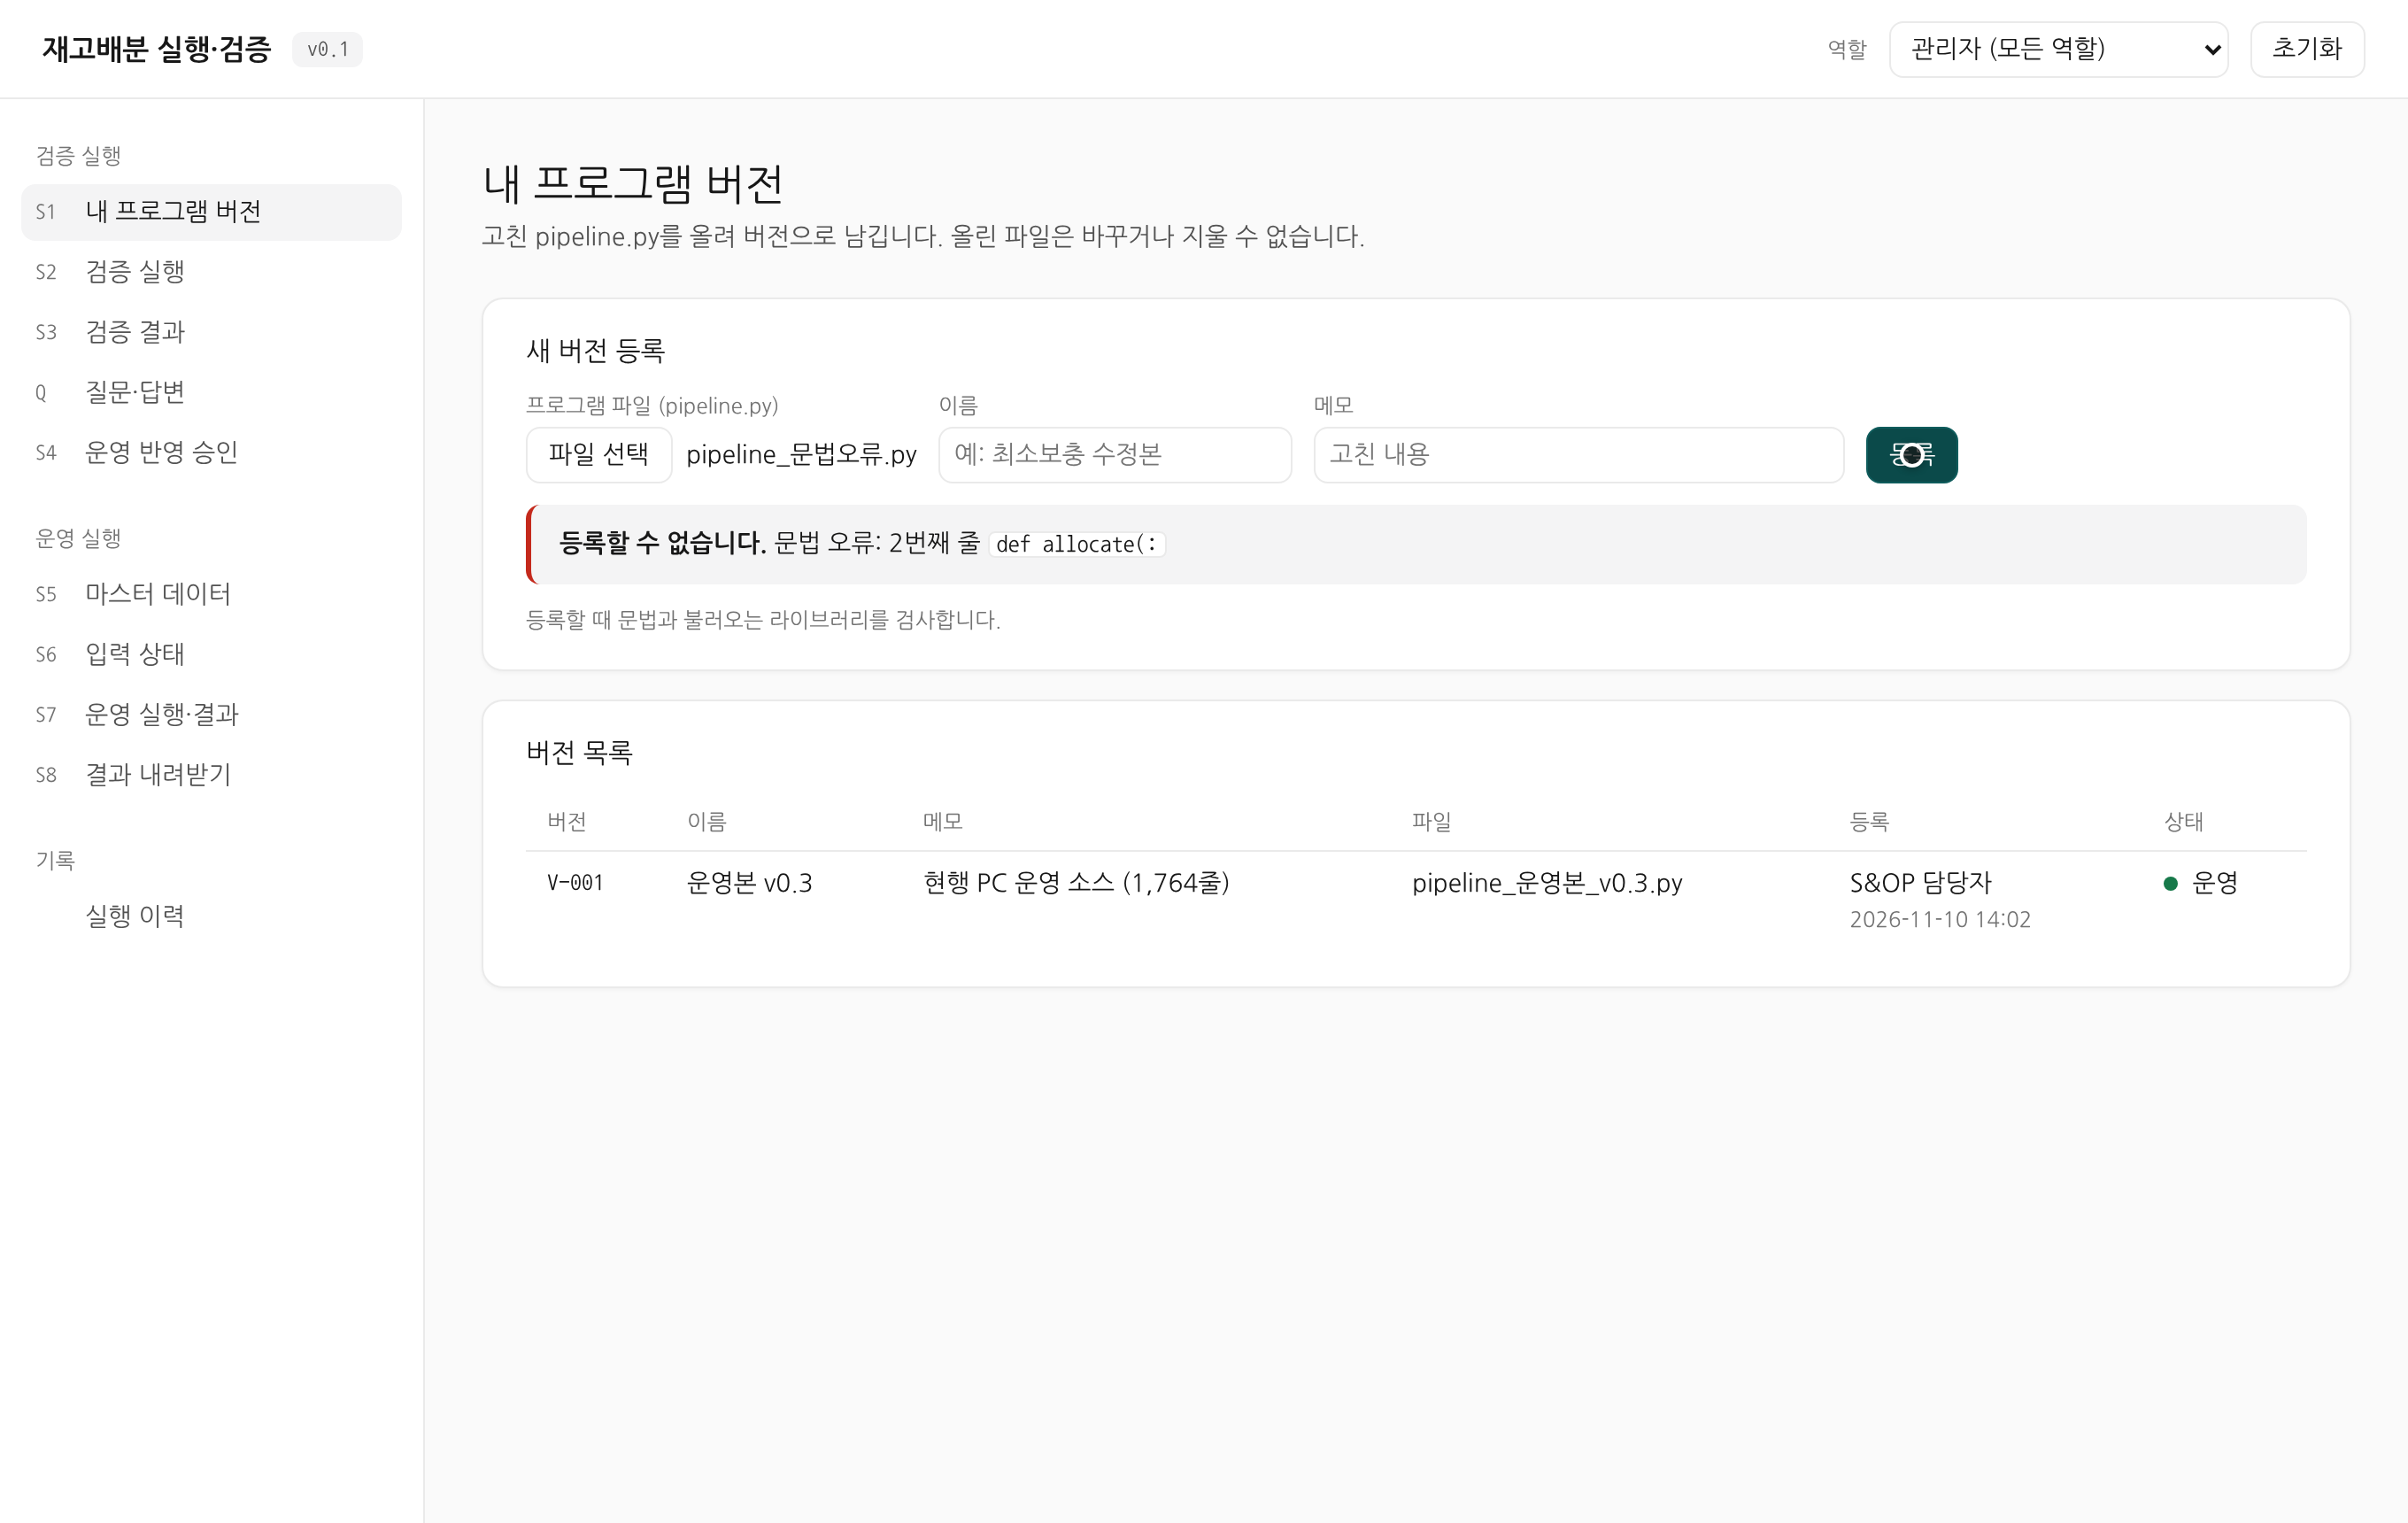 재고배분 실행·검증 v0.1 역할 관리자 (모든 역할) 초기화
검증 실행
S1 내 프로그램 버전
S2 검증 실행
S3 검증 결과
Q 질문·답변
S4 운영 반영 승인
운영 실행
S5 마스터 데이터
S6 입력 상태
S7 운영 실행·결과
S8 결과 내려받기
기록
실행 이력
내 프로그램 버전
고친 pipeline.py를 올려 버전으로 남깁니다. 올린 파일은 바꾸거나 지울 수 없습니다.
새 버전 등록
프로그램 파일 (pipeline.py) 이름 메모
파일 선택 pipeline_문법오류.py 예: 최소보충 수정본 고친 내용 등록
등록할 수 없습니다. 문법 오류: 2번째 줄 def allocate(:
등록할 때 문법과 불러오는 라이브러리를 검사합니다.
버전 목록
버전 이름 메모 파일 등록 상태
V-001 운영본 v0.3 현행 PC 운영 소스 (1,764줄) pipeline_운영본_v0.3.py S&OP 담당자 운영
2026-11-10 14:02